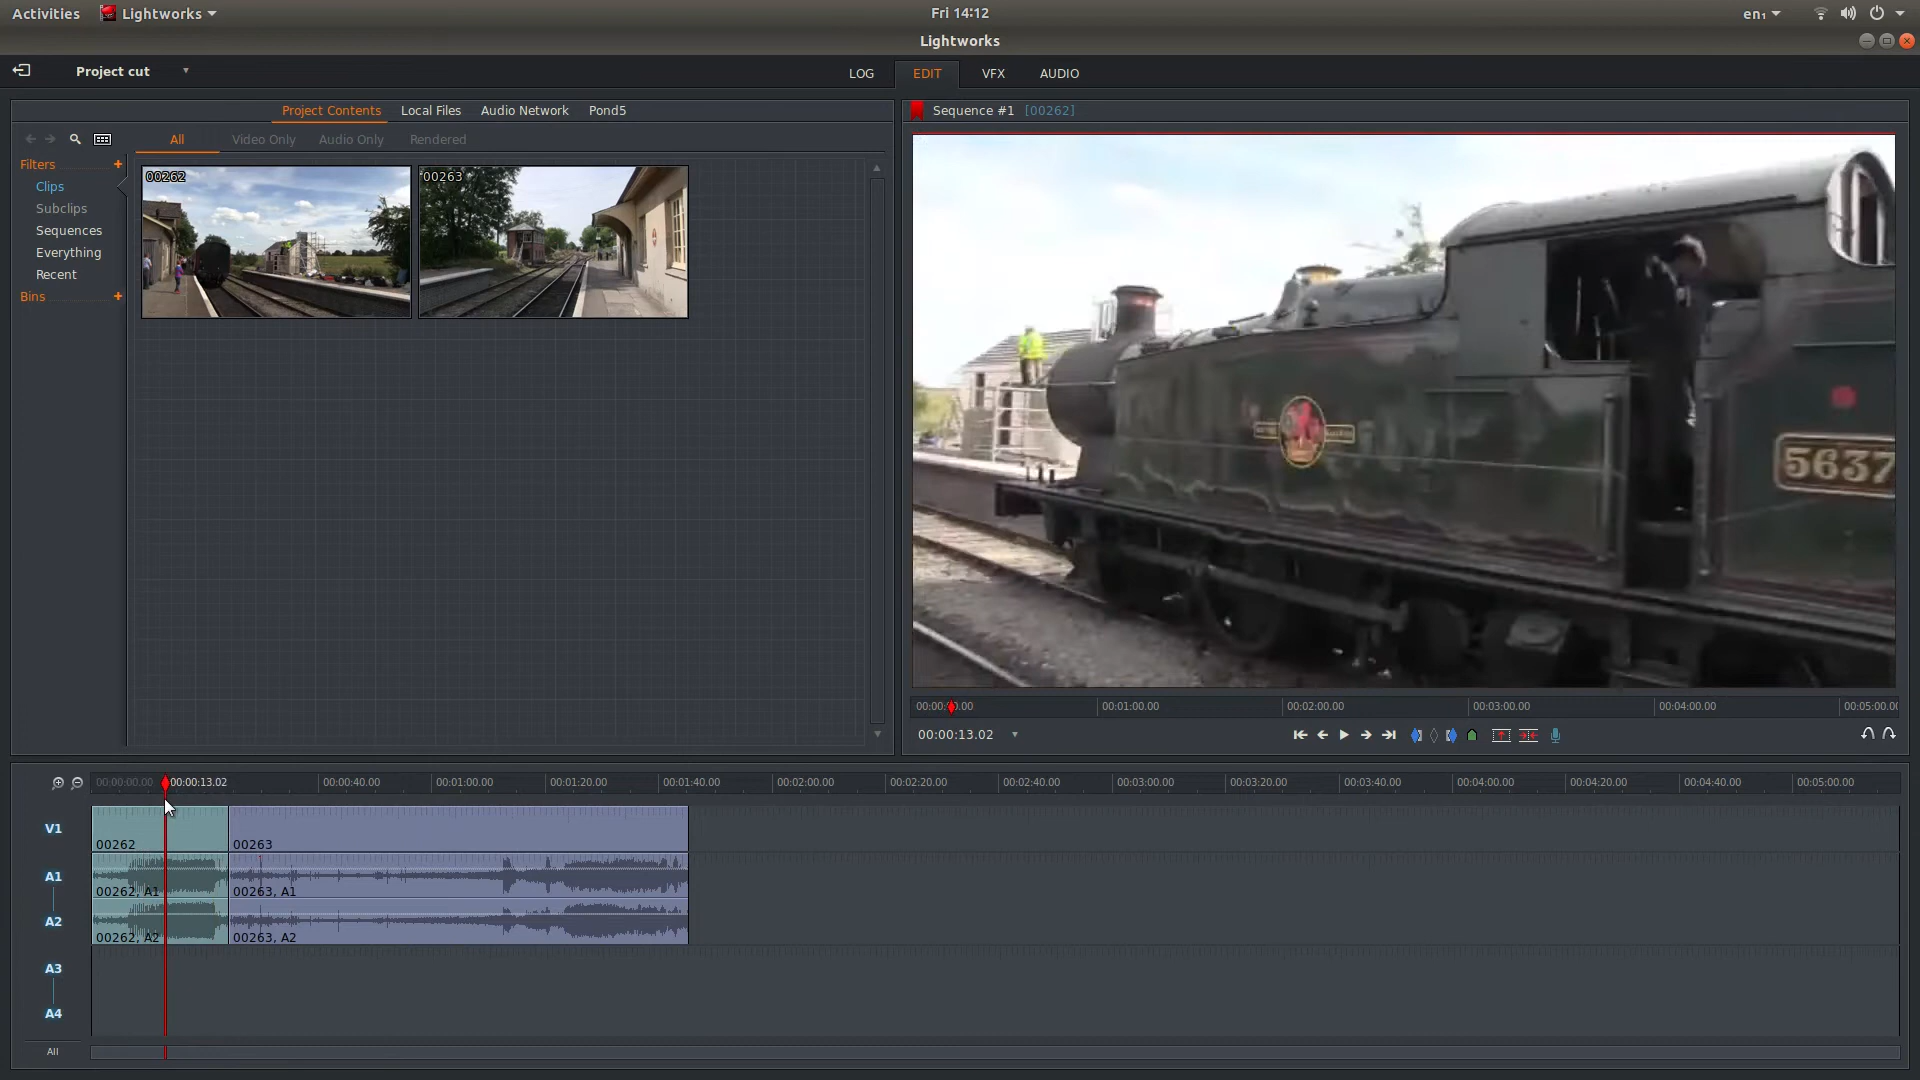 Activities Lightworks Fri 14:12 en₁
Lightworks
Project cut LOG EDIT VFX AUDIO
Project Contents Local Files Audio Network Pond5
All Video Only Audio Only Rendered
Filters +
Clips
Subclips
Sequences
Everything
Recent
Bins +
00262
00263
Sequence #1 [00262]
5637
00:01:00.00 00:02:00.00 00:03:00.00 00:04:00.00 00:05:00.00
00:00:13.02
00:00:00.00 00:00:13.02 00:00:40.00 00:01:00.00 00:01:20.00 00:01:40.00 00:02:00.00 00:02:20.00 00:02:40.00 00:03:00.00 00:03:20.00 00:03:40.00 00:04:00.00 00:04:20.00 00:04:40.00 00:05:00.00
V1 00262 00263
A1 00262, A1 00263, A1
A2 00262, A2 00263, A2
A3
A4
All